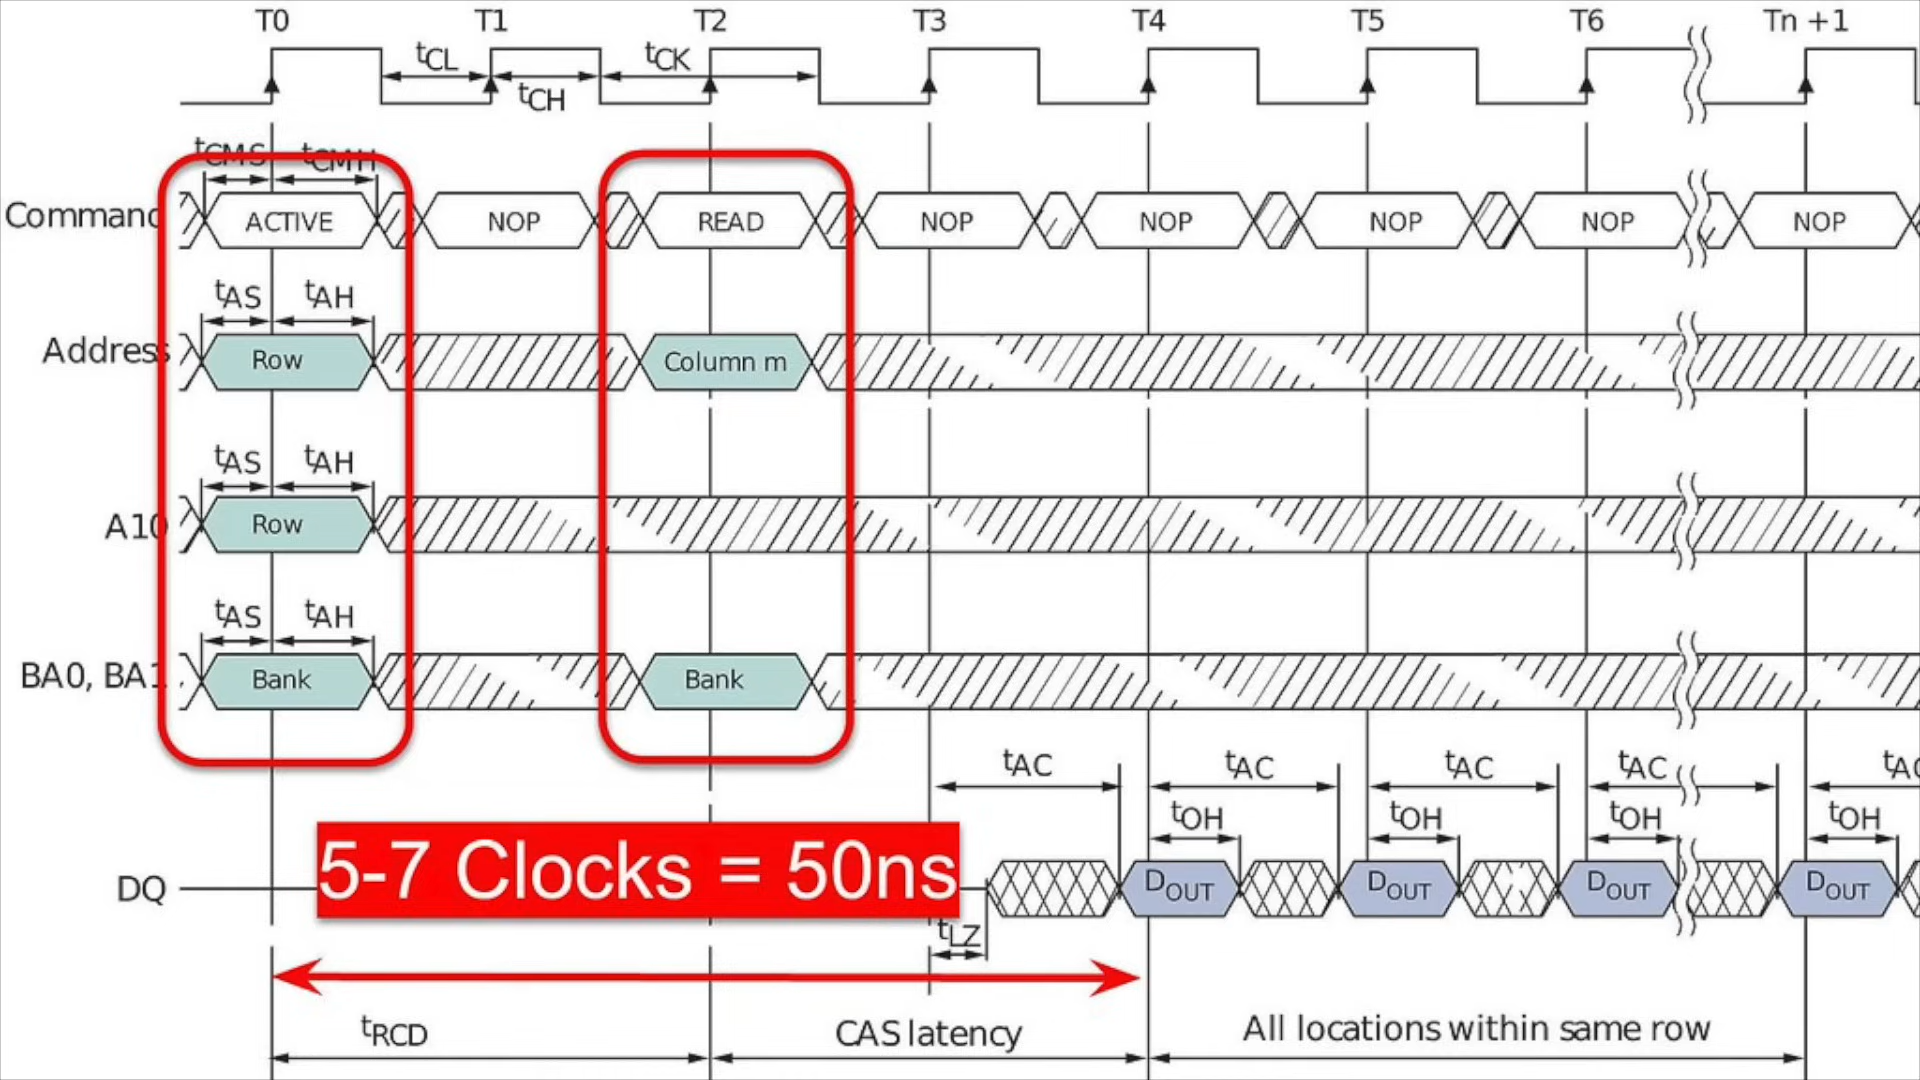 T0 T1 T2 T3 T4 T5 T6 Tn +1
tCL tCH tCK
tCMS tCMH
Command ACTIVE NOP READ NOP NOP NOP NOP NOP
tAS tAH
Address Row Column m
tAS tAH
A10 Row
tAS tAH
BA0, BA1 Bank Bank
tAC tAC tAC tAC tAC
tOH tOH tOH tOH
5-7 Clocks = 50ns
DQ DOUT DOUT DOUT DOUT
tLZ
tRCD CAS latency All locations within same row